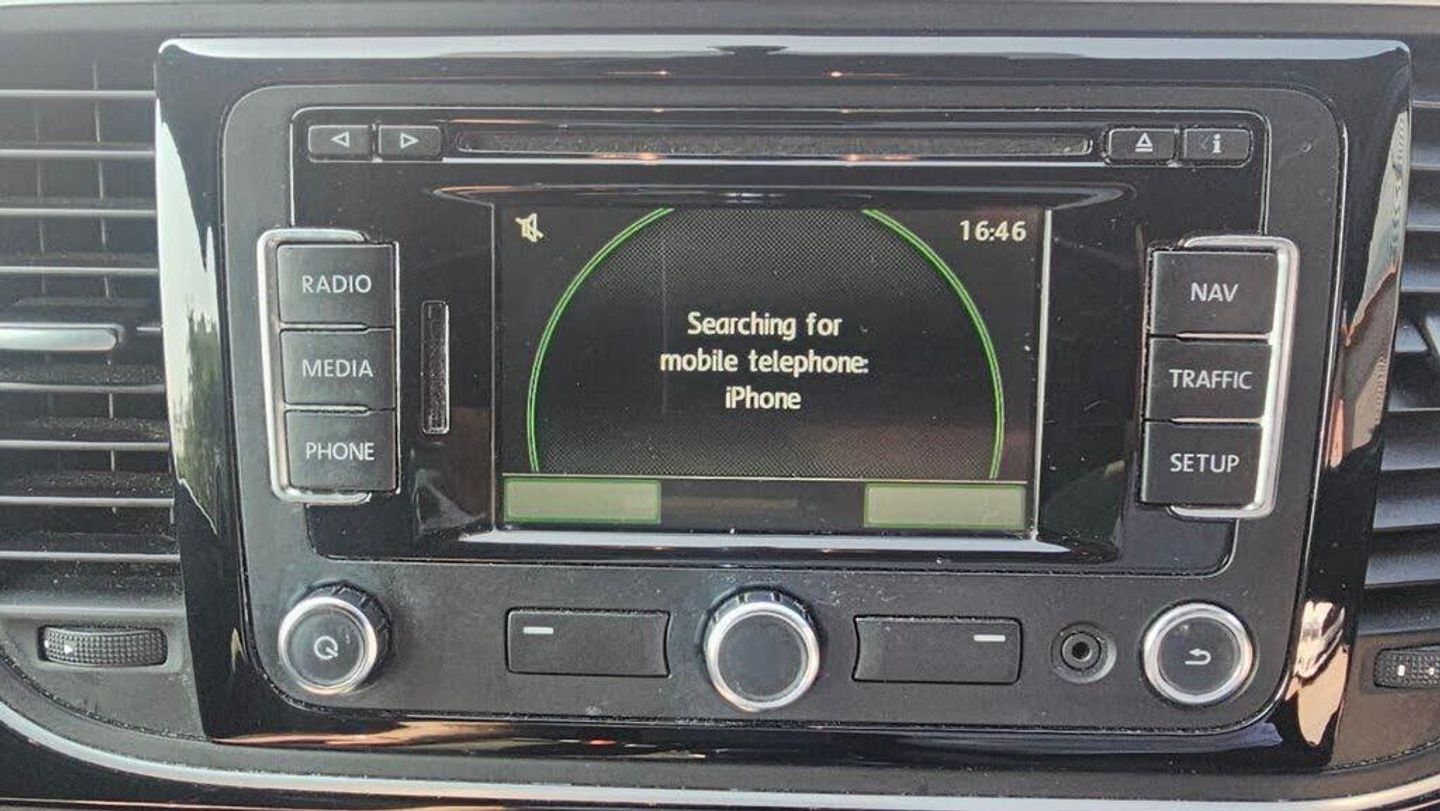 16:46
RADIO
MEDIA
PHONE
Searching for
mobile telephone:
iPhone
NAV
TRAFFIC
SETUP
i